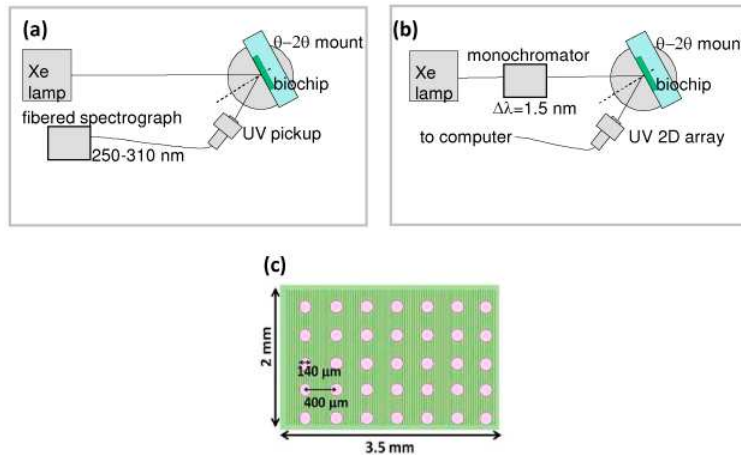 (a)
θ–2θ mount
Xe
lamp
biochip
fibered spectrograph
UV pickup
250-310 nm
(b)
θ–2θ mount
monochromator
Xe
lamp
biochip
Δλ=1.5 nm
to computer
UV 2D array
(c)
2 mm
140 μm
400 μm
3.5 mm